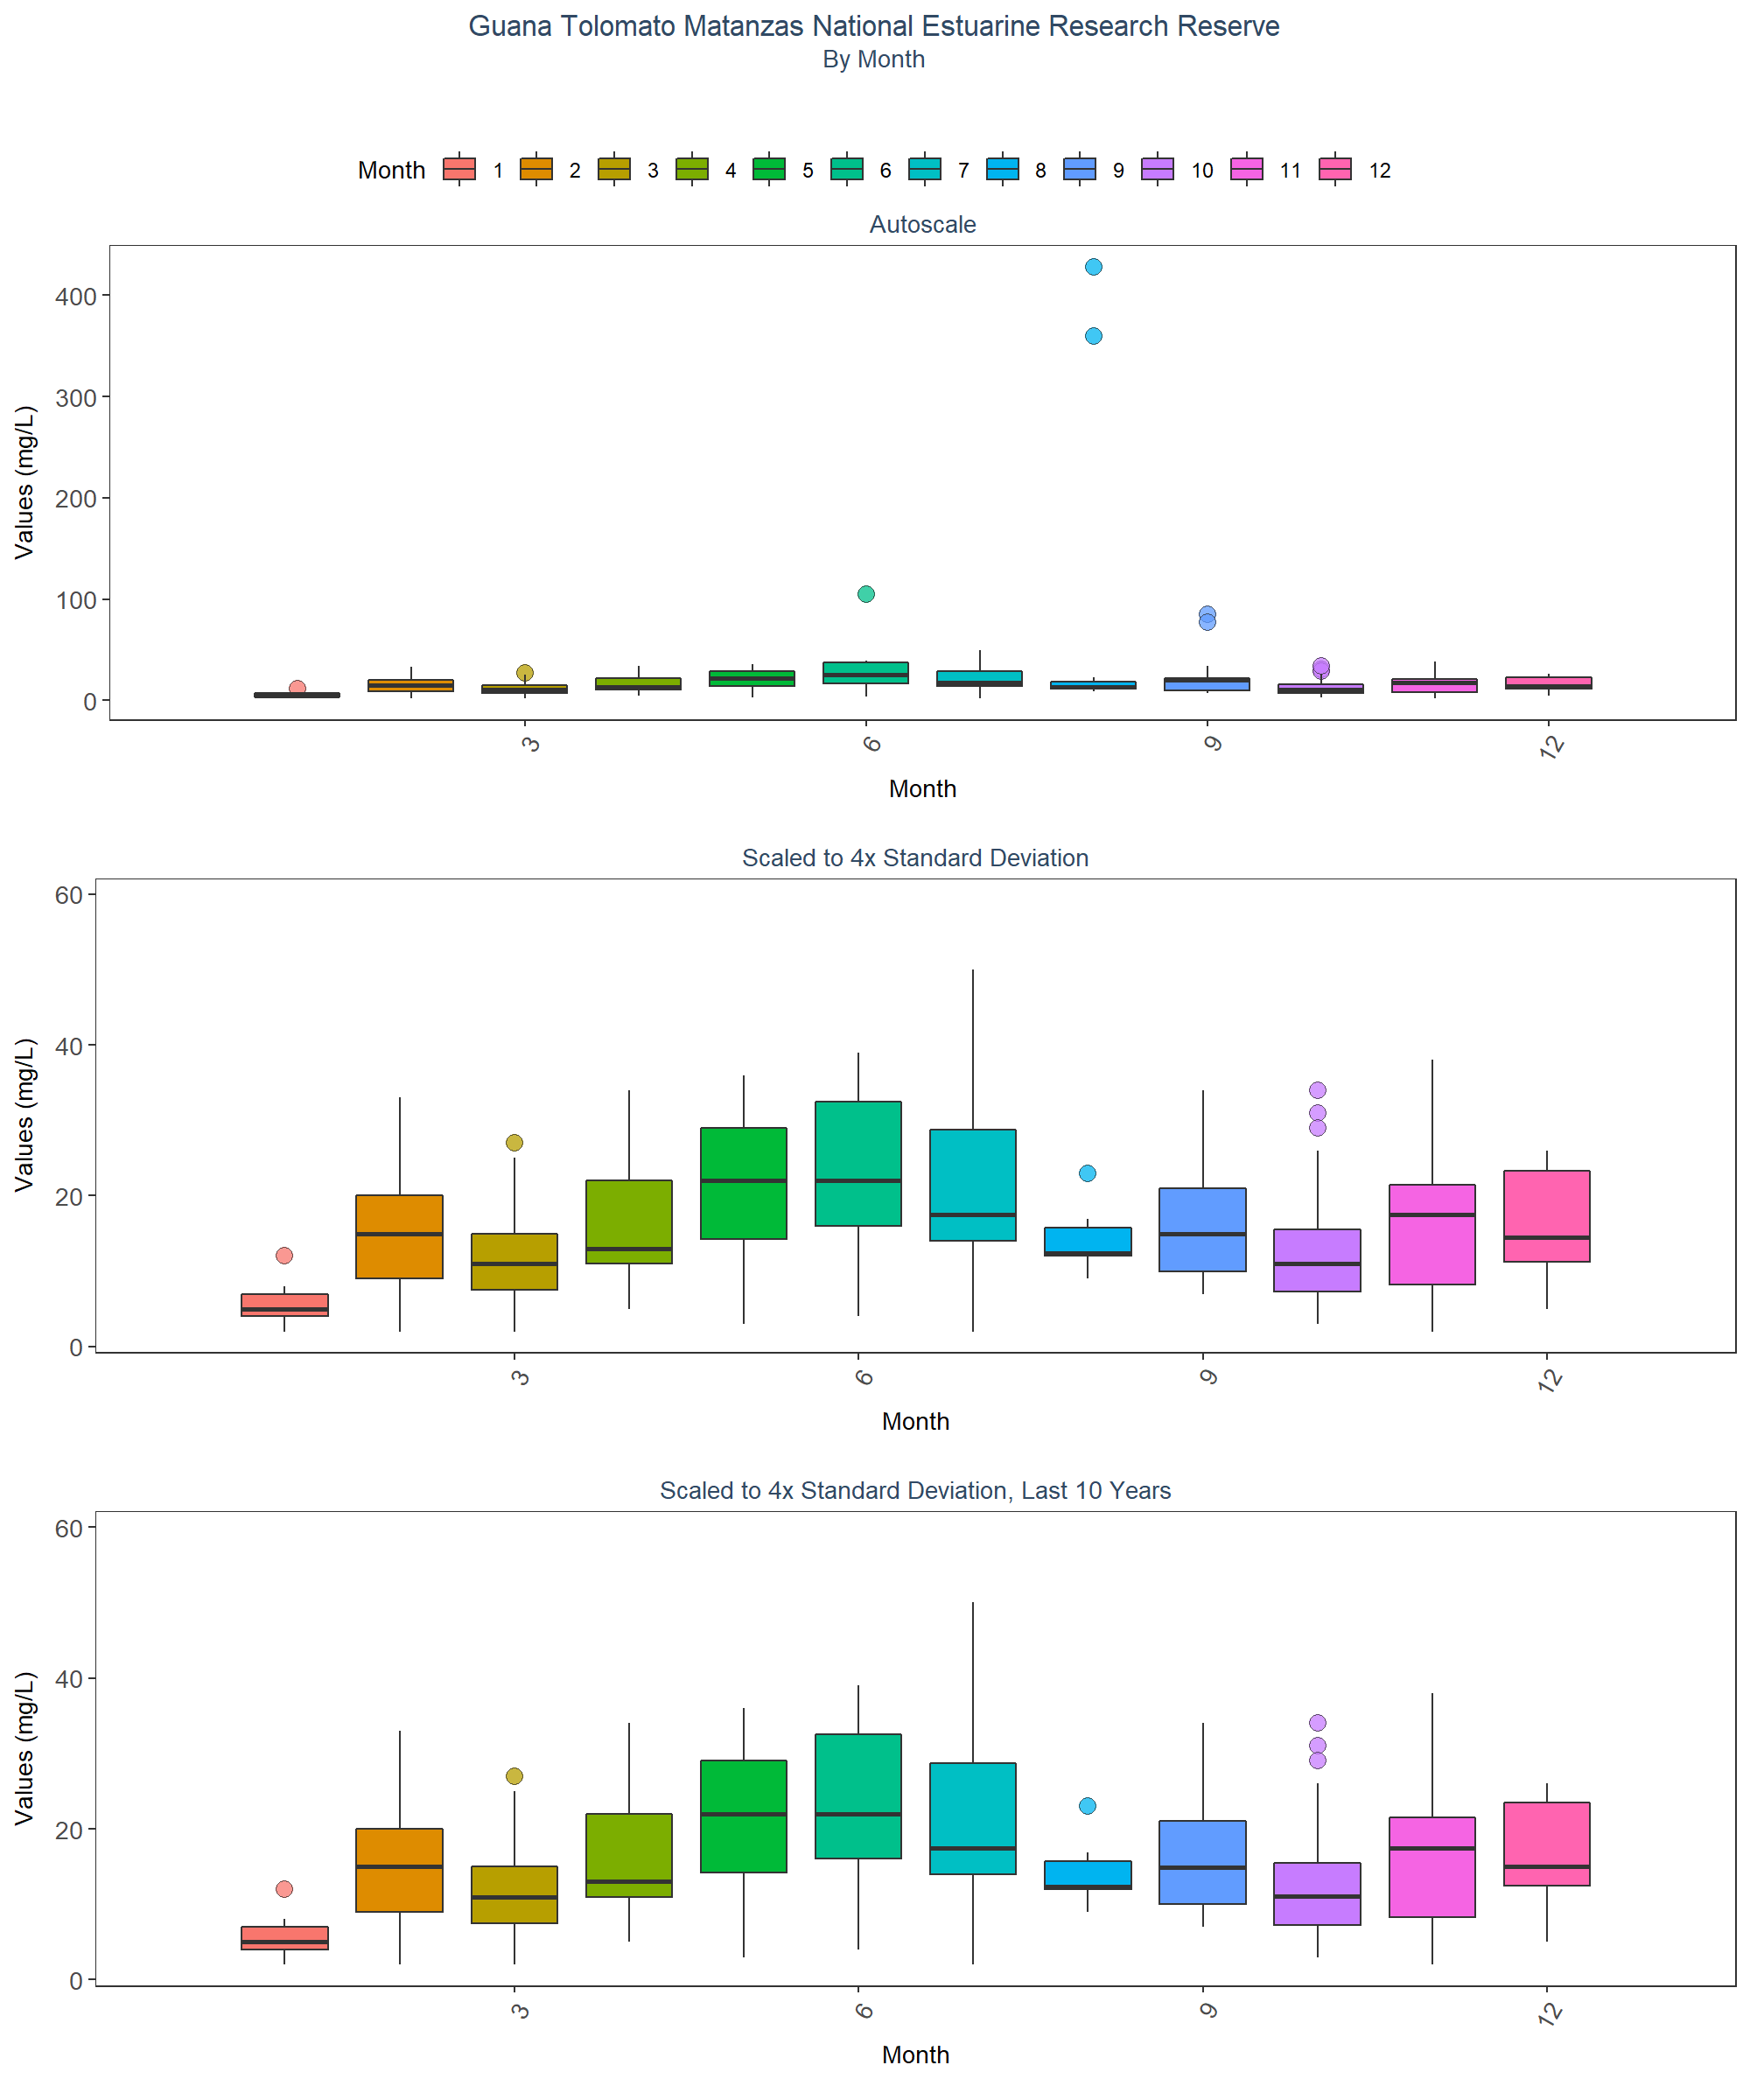 Guana Tolomato Matanzas National Estuarine Research Reserve
By Month
Month 1 2 3 4 5 6 7 8 9 10 11 12
Autoscale
Values (mg/L)
400
300
200
100
0
3 6 9 12
Month
Scaled to 4x Standard Deviation
Values (mg/L)
60
40
20
0
3 6 9 12
Month
Scaled to 4x Standard Deviation, Last 10 Years
Values (mg/L)
60
40
20
0
3 6 9 12
Month